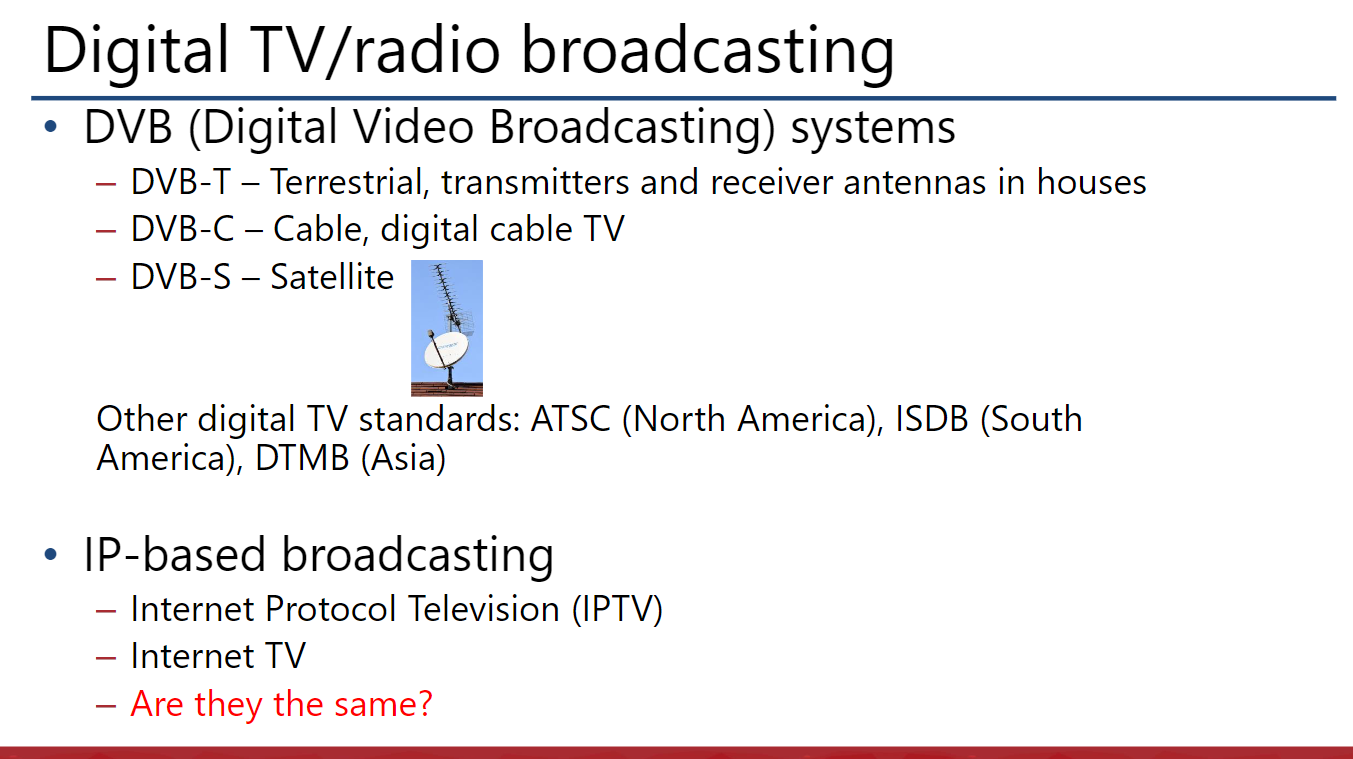 Digital TV/radio broadcasting
• DVB (Digital Video Broadcasting) systems
– DVB-T – Terrestrial, transmitters and receiver antennas in houses
– DVB-C – Cable, digital cable TV
– DVB-S – Satellite
Other digital TV standards: ATSC (North America), ISDB (South
America), DTMB (Asia)
• IP-based broadcasting
– Internet Protocol Television (IPTV)
– Internet TV
– Are they the same?